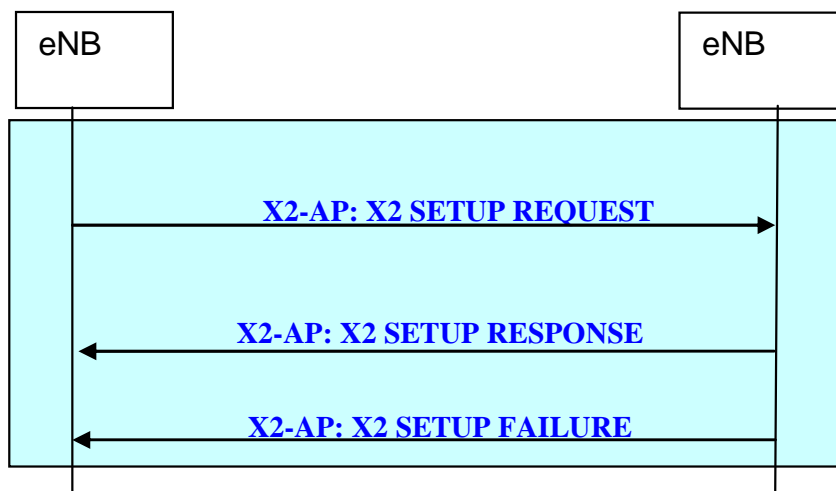 eNB
eNB
X2-AP: X2 SETUP REQUEST
X2-AP: X2 SETUP RESPONSE
X2-AP: X2 SETUP FAILURE